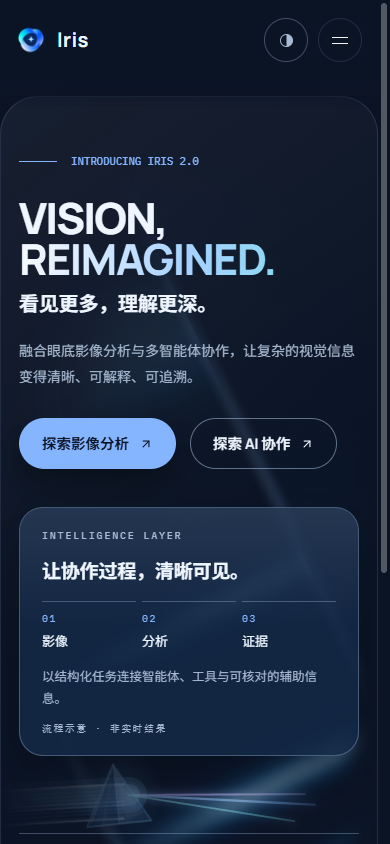 Iris
INTRODUCING IRIS 2.0
VISION,
REIMAGINED.
看见更多，理解更深。
融合眼底影像分析与多智能体协作，让复杂的视觉信息
变得清晰、可解释、可追溯。
探索影像分析
探索 AI 协作
INTELLIGENCE LAYER
让协作过程，清晰可见。
01
02
03
影像
分析
证据
以结构化任务连接智能体、工具与可核对的辅助信
息。
流程示意 · 非实时结果